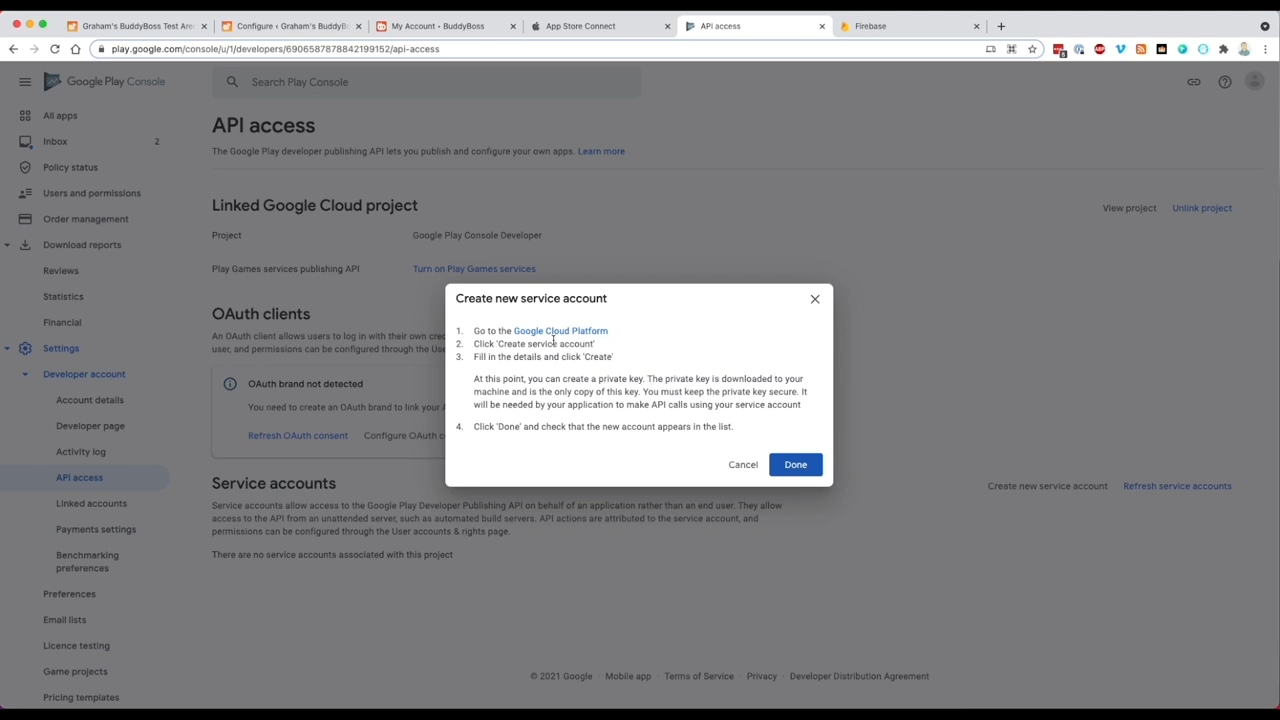 Graham's BuddyBoss Test Area
Configure ‹ Graham's BuddyBo
My Account - BuddyBoss
App Store Connect
API access
Firebase
play.google.com/console/u/1/developers/6906587878842199152/api-access
Google Play Console
Search Play Console
All apps
Inbox
2
Policy status
Users and permissions
Order management
Download reports
Reviews
Statistics
Financial
Settings
Developer account
Account details
Developer page
Activity log
API access
Linked accounts
Payments settings
Benchmarking
preferences
Preferences
Email lists
Licence testing
Game projects
Pricing templates
API access
The Google Play developer publishing API lets you publish and configure your own apps. Learn more
Linked Google Cloud project
View project
Unlink project
Project
Google Play Console Developer
Play Games services publishing API
Turn on Play Games services
OAuth clients
An OAuth client allows users to log in with their own cre
user, and permissions can be configured through the User
OAuth brand not detected
You need to create an OAuth brand to link your A
Refresh OAuth consent
Configure OAuth c
Create new service account
1. Go to the Google Cloud Platform
2. Click 'Create service account'
3. Fill in the details and click 'Create'
At this point, you can create a private key. The private key is downloaded to your
machine and is the only copy of this key. You must keep the private key secure. It
will be needed by your application to make API calls using your service account
4. Click 'Done' and check that the new account appears in the list.
Cancel
Done
Service accounts
Create new service account
Refresh service accounts
Service accounts allow access to the Google Play Developer Publishing API on behalf of an application rather than an end user. They allow
access to the API from an unattended server, such as automated build servers. API actions are attributed to the service account, and
permissions can be configured through the User accounts & rights page.
There are no service accounts associated with this project
© 2021 Google · Mobile app · Terms of Service · Privacy · Developer Distribution Agreement